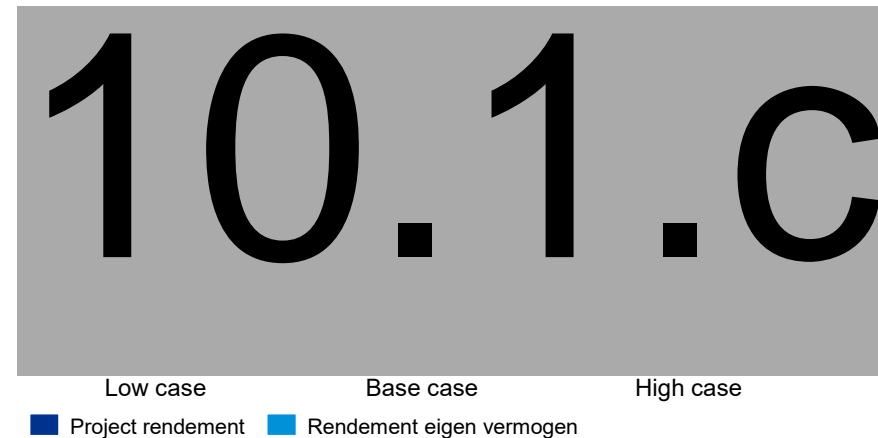 10.1.c
Low case Base case High case
Project rendement Rendement eigen vermogen